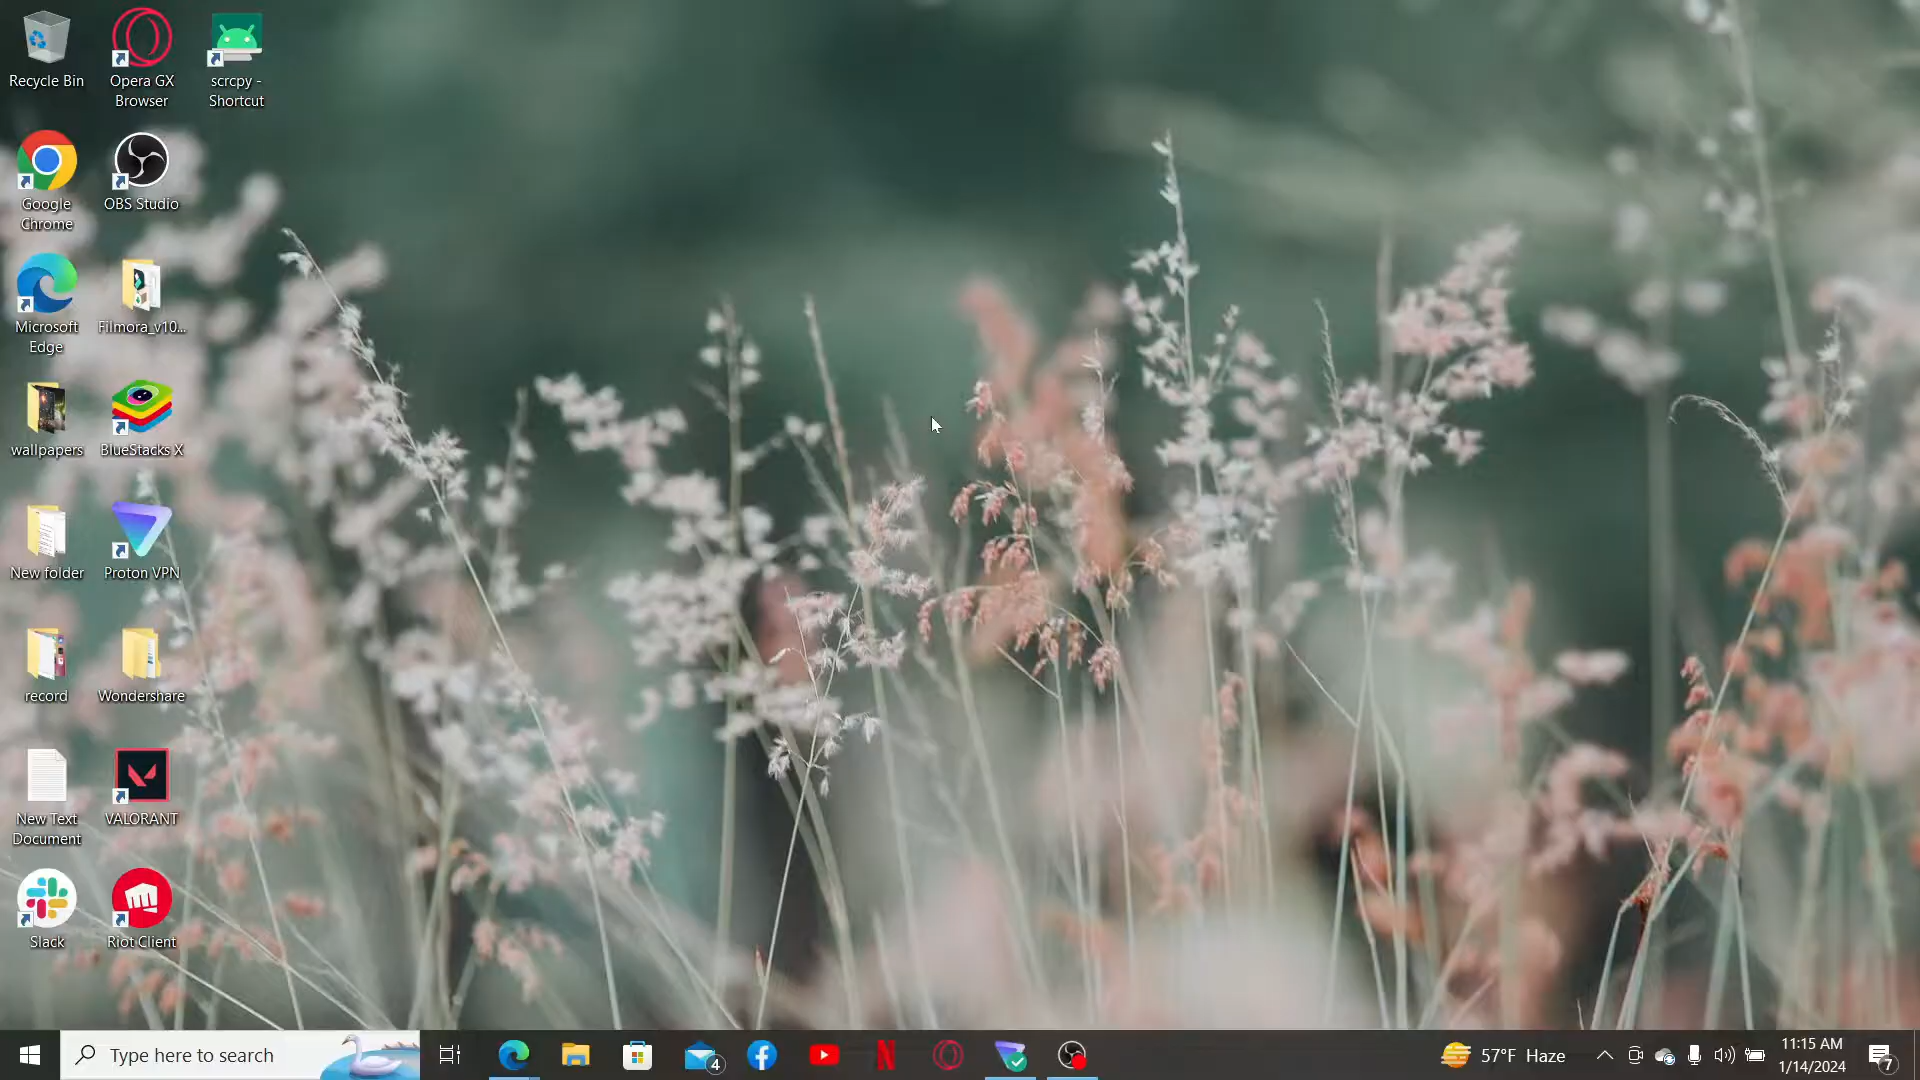 Recycle Bin
Opera GX
Browser
scrcpy -
Shortcut
Google
Chrome
OBS Studio
Microsoft
Edge
Filmora_v10...
wallpapers
BlueStacks X
New folder
Proton VPN
record
Wondershare
New Text
Document
VALORANT
Slack
Riot Client
Type here to search
4
57°F Haze
11:15 AM
1/14/2024
7